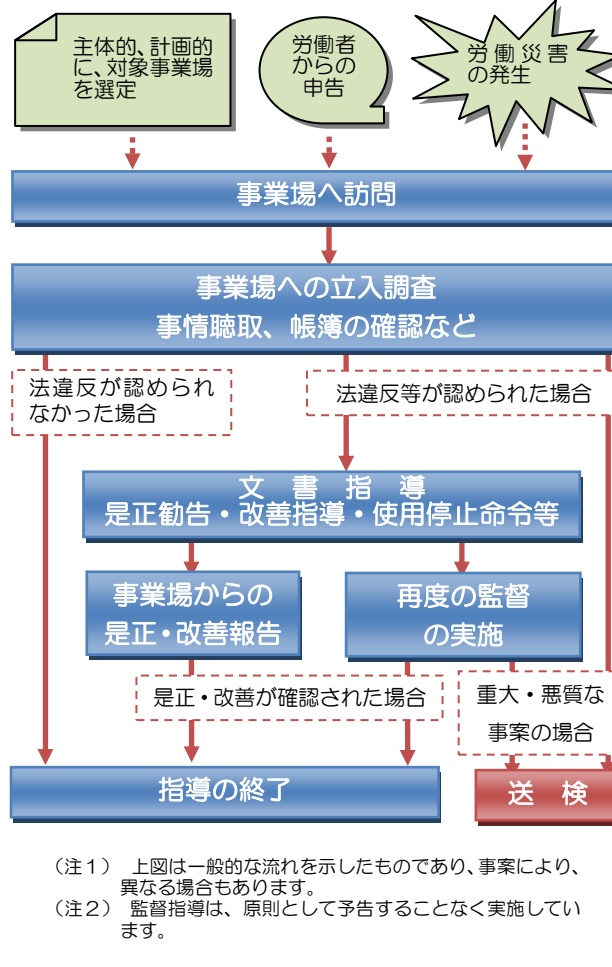 主体的、計画的
に、対象事業場
を選定
労働者
からの
申告
労働災害
の発生
事業場へ訪問
事業場への立入調査
事情聴取、帳簿の確認など
法違反が認められ
なかった場合
法違反等が認められた場合
文書指導
是正勧告・改善指導・使用停止命令等
事業場からの
是正・改善報告
再度の監督
の実施
是正・改善が確認された場合
重大・悪質な
事案の場合
指導の終了
送検
（注１）　上図は一般的な流れを示したものであり、事案により、
異なる場合もあります。
（注２）　監督指導は、原則として予告することなく実施してい
ます。